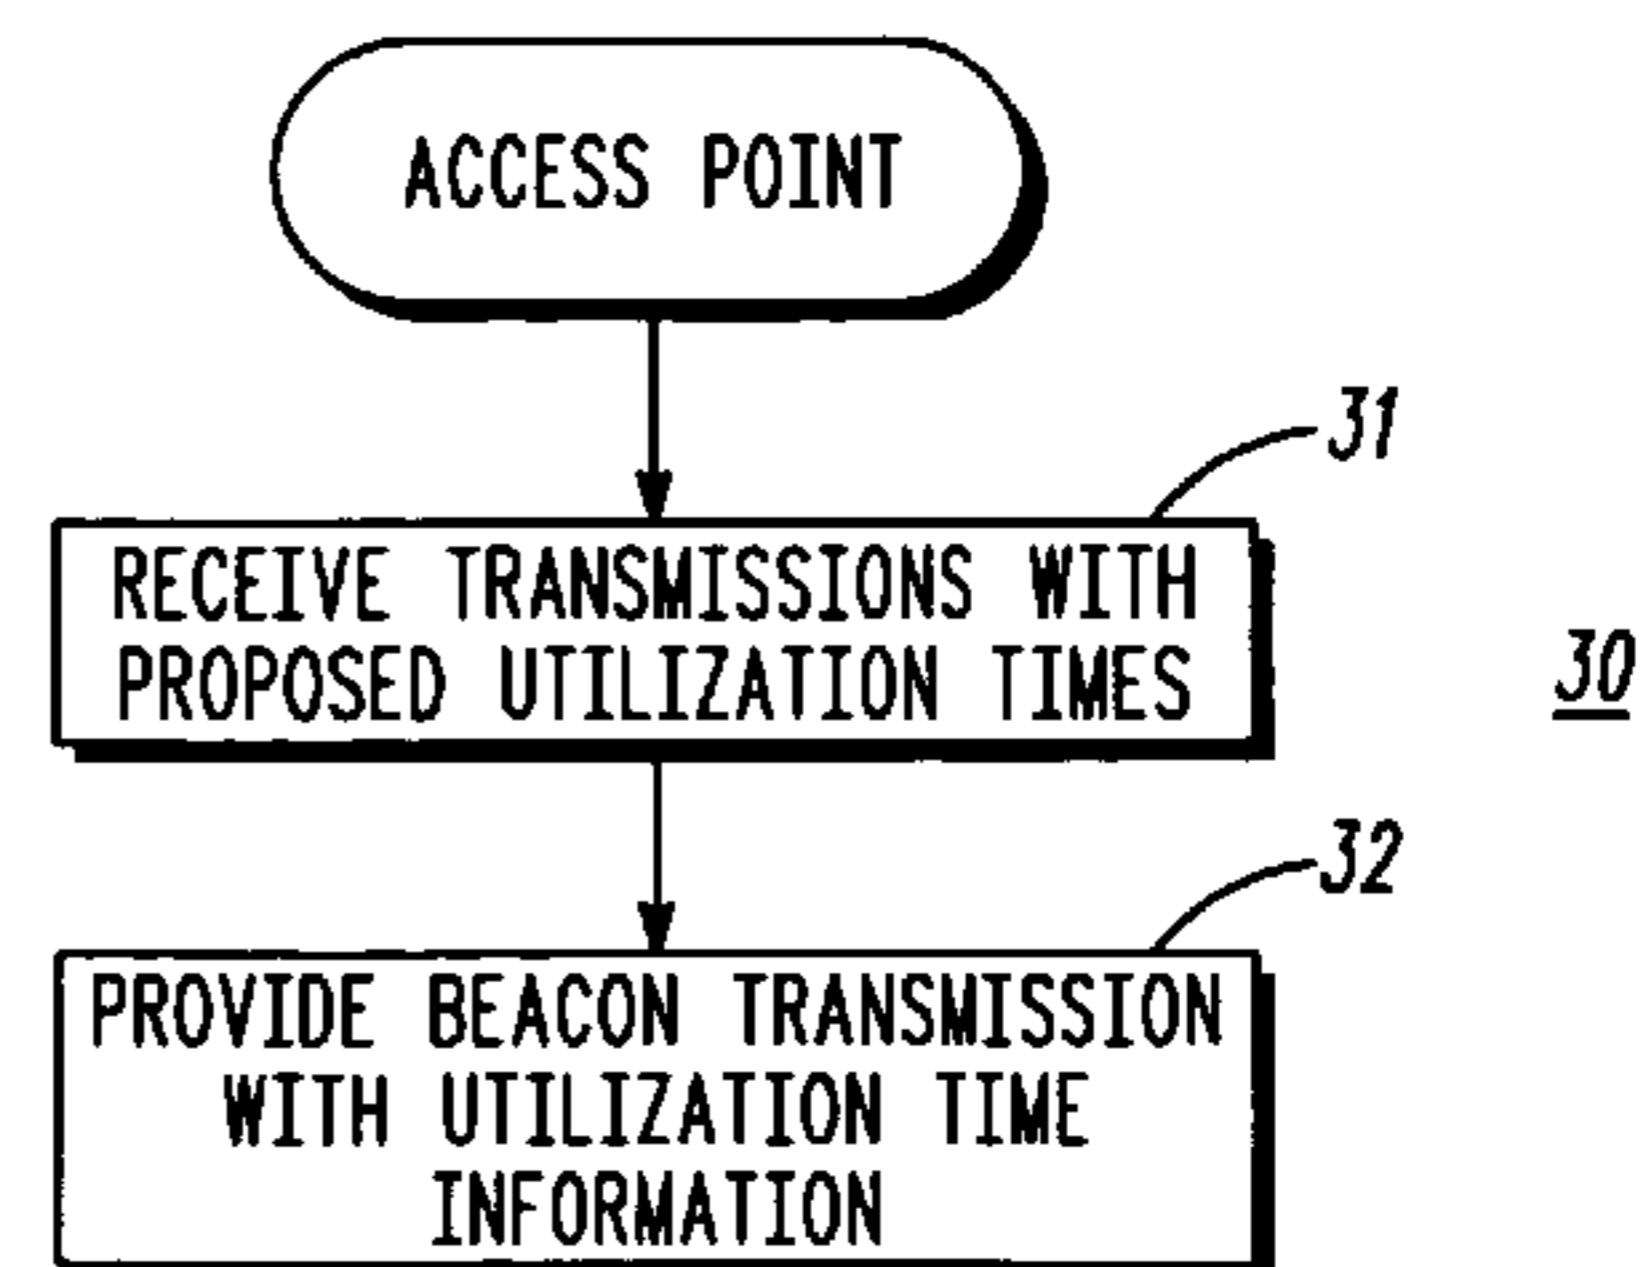 ACCESS POINT
31
RECEIVE TRANSMISSIONS WITH
PROPOSED UTILIZATION TIMES
30
32
PROVIDE BEACON TRANSMISSION
WITH UTILIZATION TIME
INFORMATION